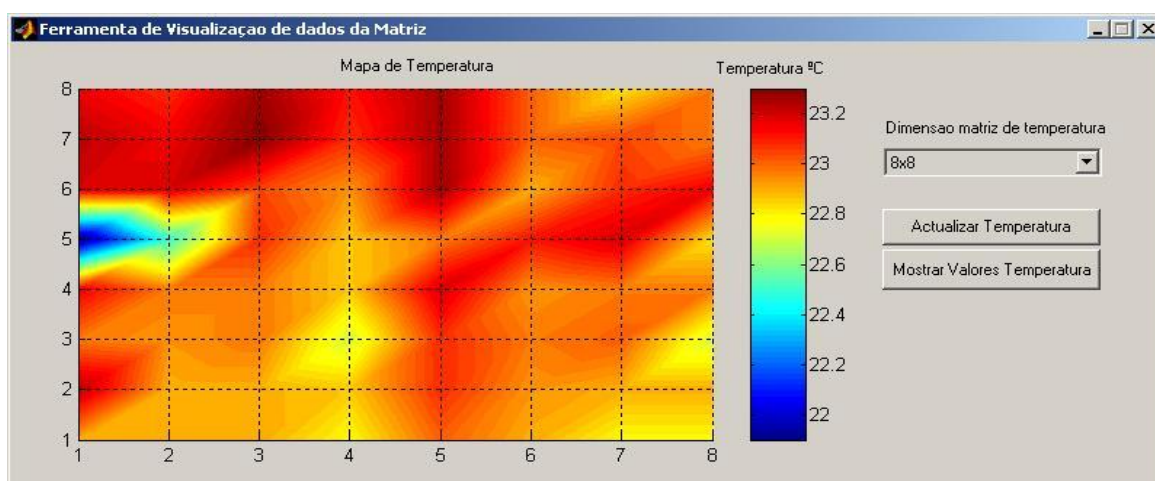 Ferramenta de Visualizaçao de dados da Matriz
Mapa de Temperatura
Temperatura ºC
8
7
6
5
4
3
2
1
1 2 3 4 5 6 7 8
23.2
23
22.8
22.6
22.4
22.2
22
Dimensao matriz de temperatura
8x8
Actualizar Temperatura
Mostrar Valores Temperatura